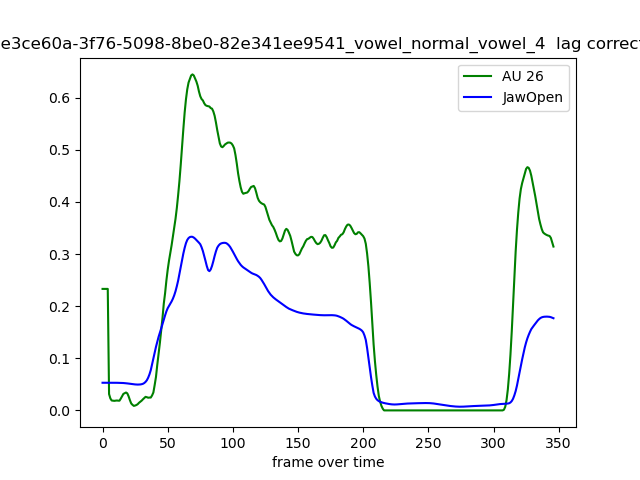 e3ce60a-3f76-5098-8be0-82e341ee9541_vowel_normal_vowel_4 lag correct
AU 26
JawOpen
0.6
0.5
0.4
0.3
0.2
0.1
0.0
0 50 100 150 200 250 300 350
frame over time